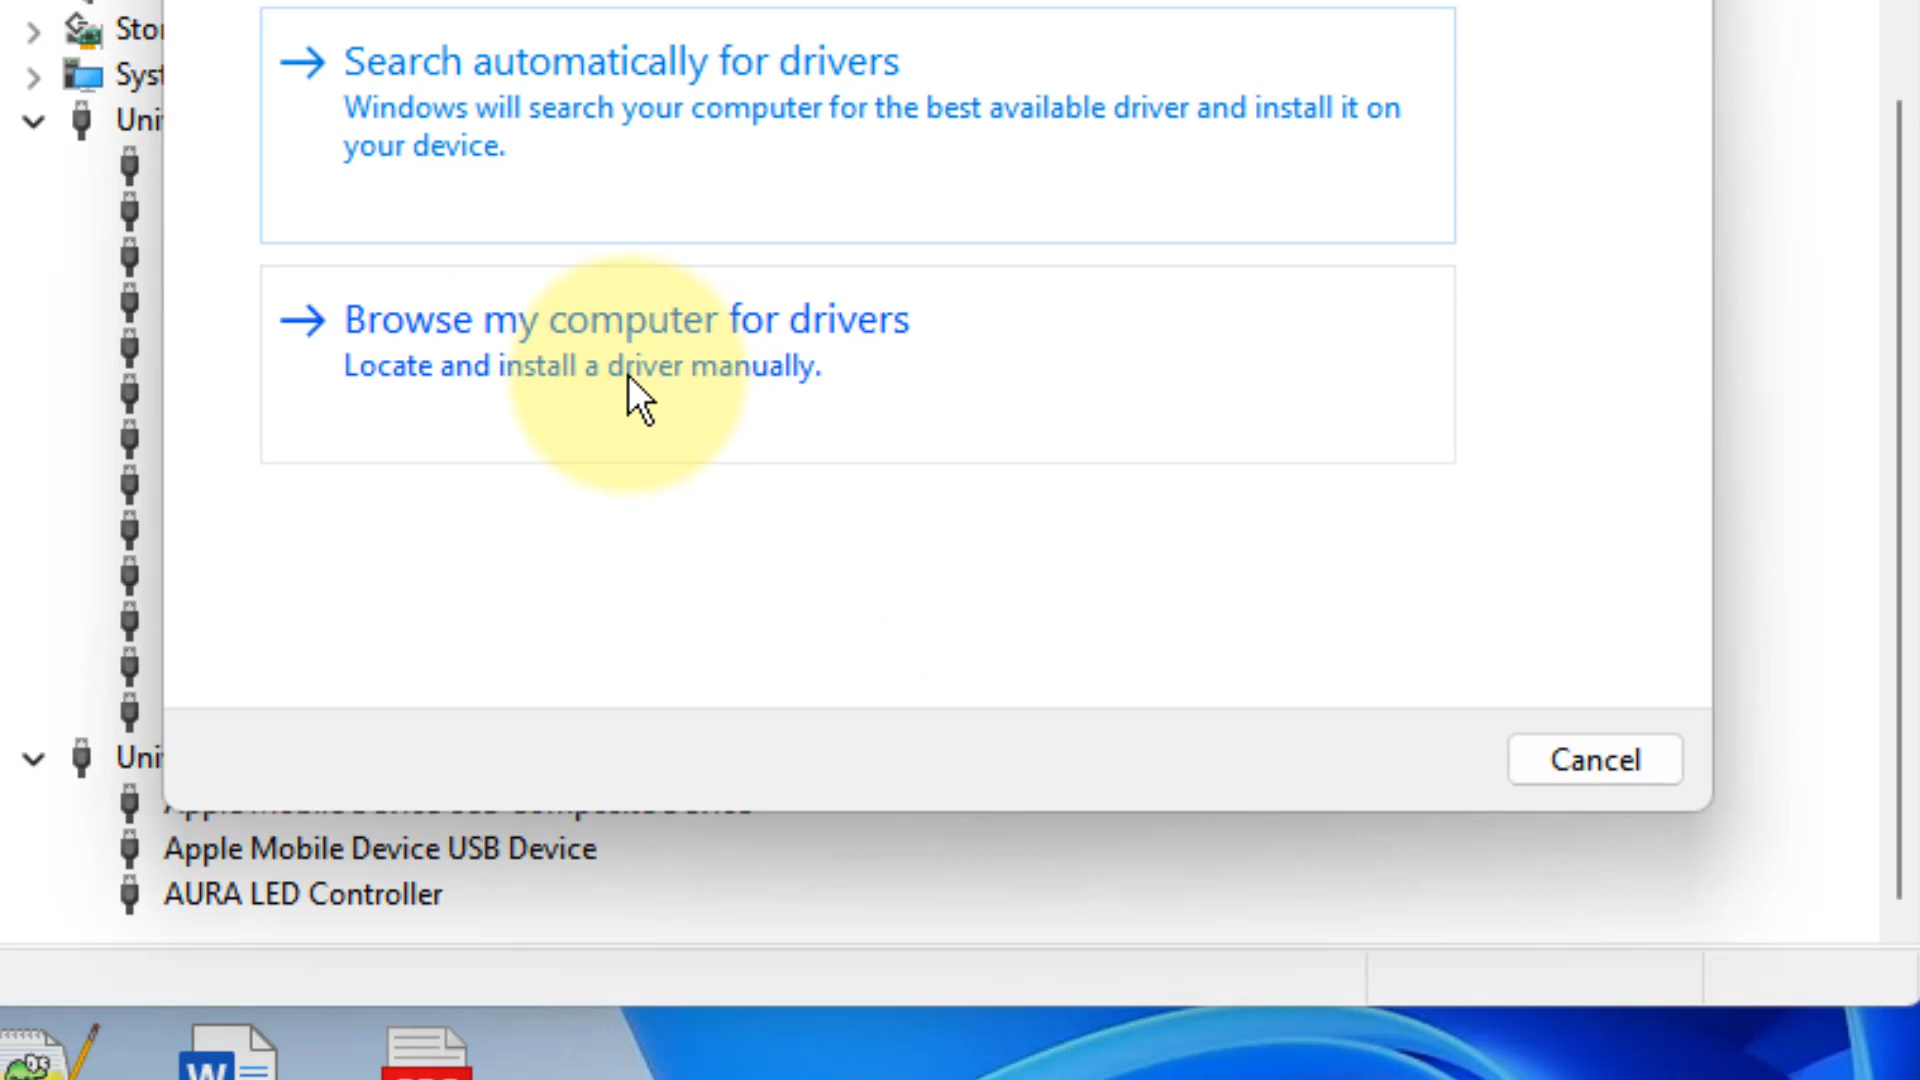 Search automatically for drivers
Windows will search your computer for the best available driver and install it on
your device.
Browse my computer for drivers
Locate and install a driver manually.
Cancel
Apple Mobile Device USB Device
AURA LED Controller
W